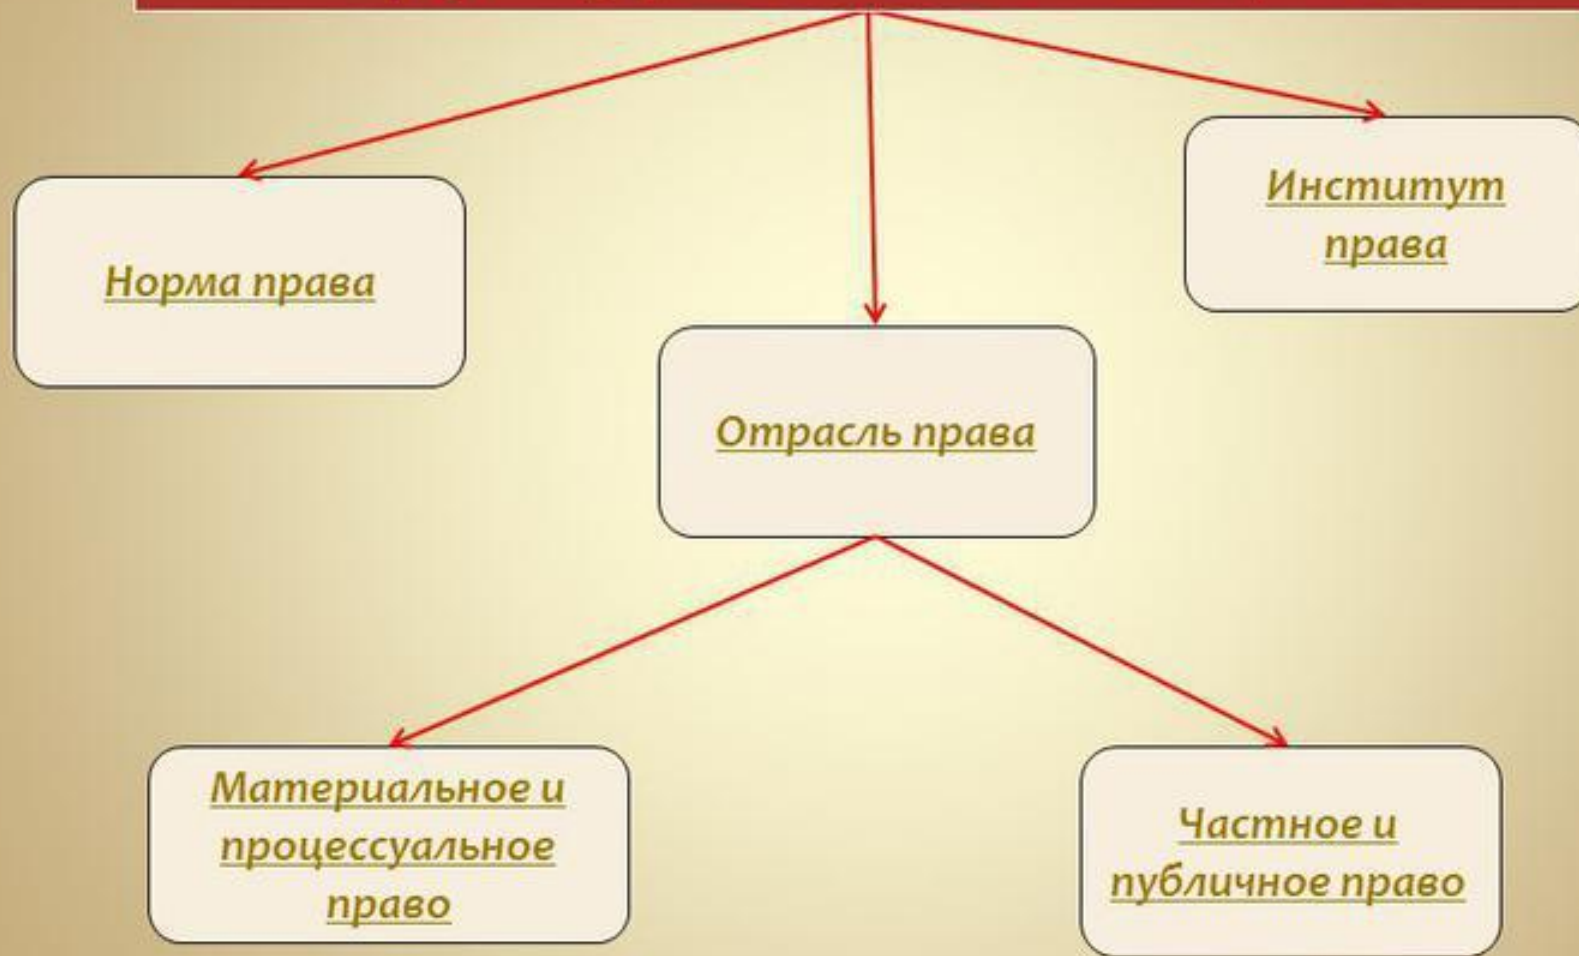 Норма права
Институт
права
Отрасль права
Материальное и
процессуальное
право
Частное и
публичное право